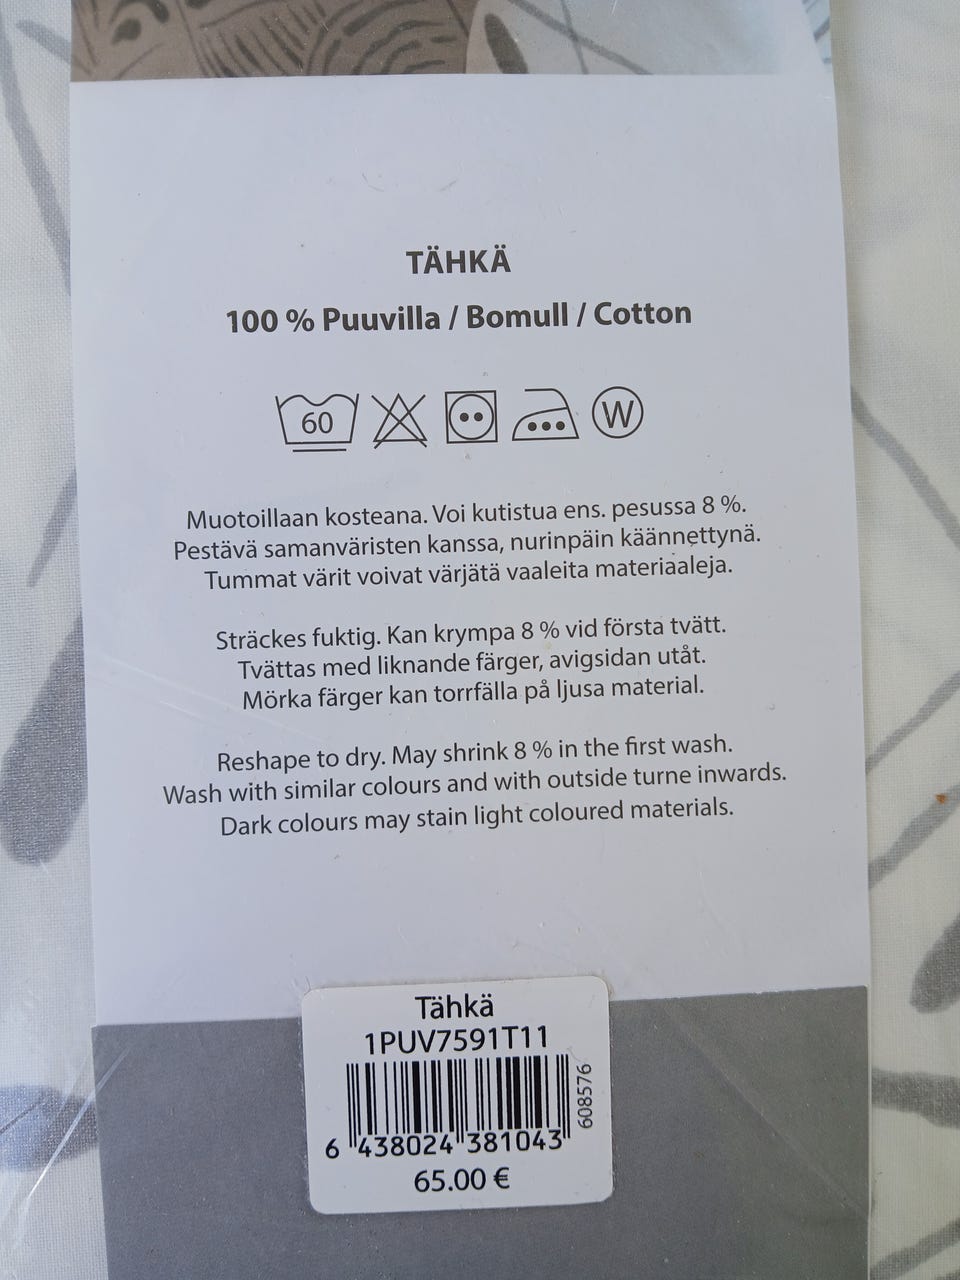 TÄHKÄ
100 % Puuvilla / Bomull / Cotton
60
W
Muotoillaan kosteana. Voi kutistua ens. pesussa 8 %.
Pestävä samanväristen kanssa, nurinpäin käännettynä.
Tummat värit voivat värjätä vaaleita materiaaleja.
Sträckes fuktig. Kan krympa 8 % vid första tvätt.
Tvättas med liknande färger, avigsidan utåt.
Mörka färger kan torrfälla på ljusa material.
Reshape to dry. May shrink 8 % in the first wash.
Wash with similar colours and with outside turne inwards.
Dark colours may stain light coloured materials.
Tähkä
1PUV7591T11
608576
6 438024 381043
65.00 €